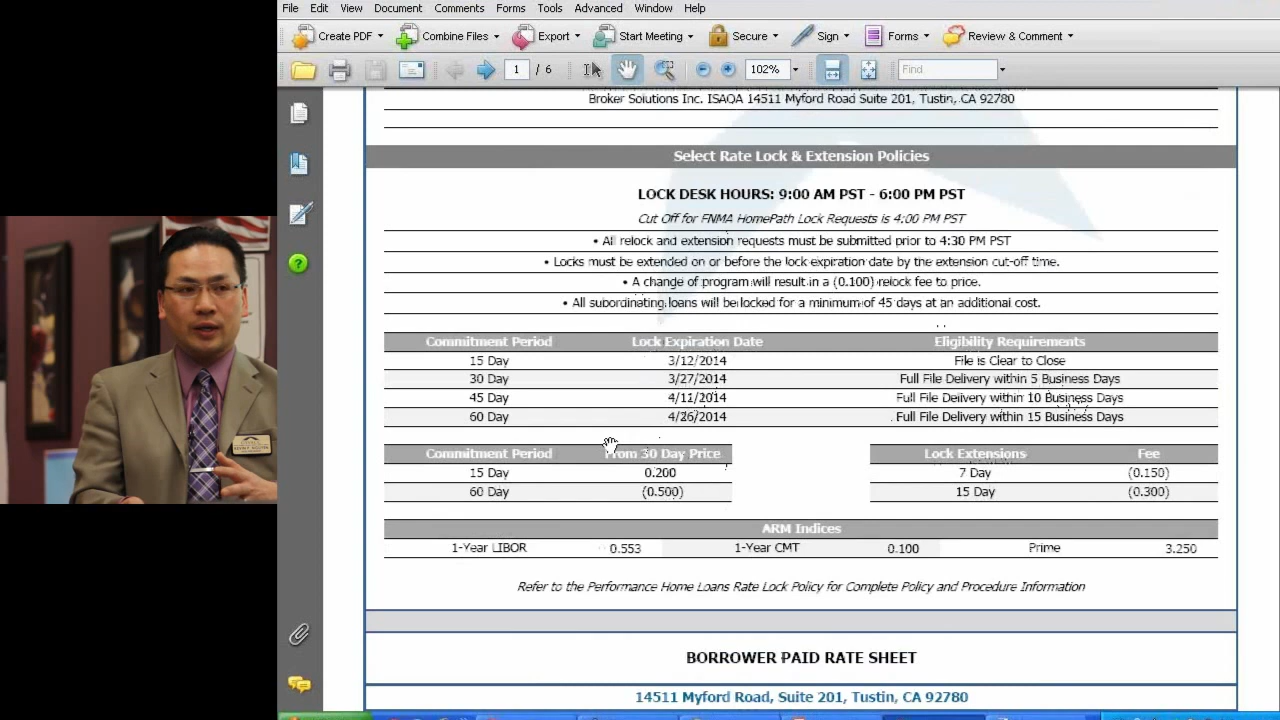 File Edit View Document Comments Forms Tools Advanced Window Help
Create PDF Combine Files Export Start Meeting Secure Sign Forms Review & Comment
1 / 6 102% Find
Broker Solutions Inc. ISAOA 14511 Myford Road Suite 201, Tustin, CA 92780
Select Rate Lock & Extension Policies
LOCK DESK HOURS: 9:00 AM PST - 6:00 PM PST
Cut Off for FNMA HomePath Lock Requests is 4:00 PM PST
• All relock and extension requests must be submitted prior to 4:30 PM PST
• Locks must be extended on or before the lock expiration date by the extension cut-off time.
• A change of program will result in a (0.100) relock fee to price.
• All subordinating loans will be locked for a minimum of 45 days at an additional cost.
Commitment Period Lock Expiration Date Eligibility Requirements
15 Day 3/12/2014 File is Clear to Close
30 Day 3/27/2014 Full File Delivery within 5 Business Days
45 Day 4/11/2014 Full File Delivery within 10 Business Days
60 Day 4/26/2014 Full File Delivery within 15 Business Days
Commitment Period From 30 Day Price Lock Extensions Fee
15 Day 0.200 7 Day (0.150)
60 Day (0.500) 15 Day (0.300)
ARM Indices
1-Year LIBOR 0.553 1-Year CMT 0.100 Prime 3.250
Refer to the Performance Home Loans Rate Lock Policy for Complete Policy and Procedure Information
BORROWER PAID RATE SHEET
14511 Myford Road, Suite 201, Tustin, CA 92780